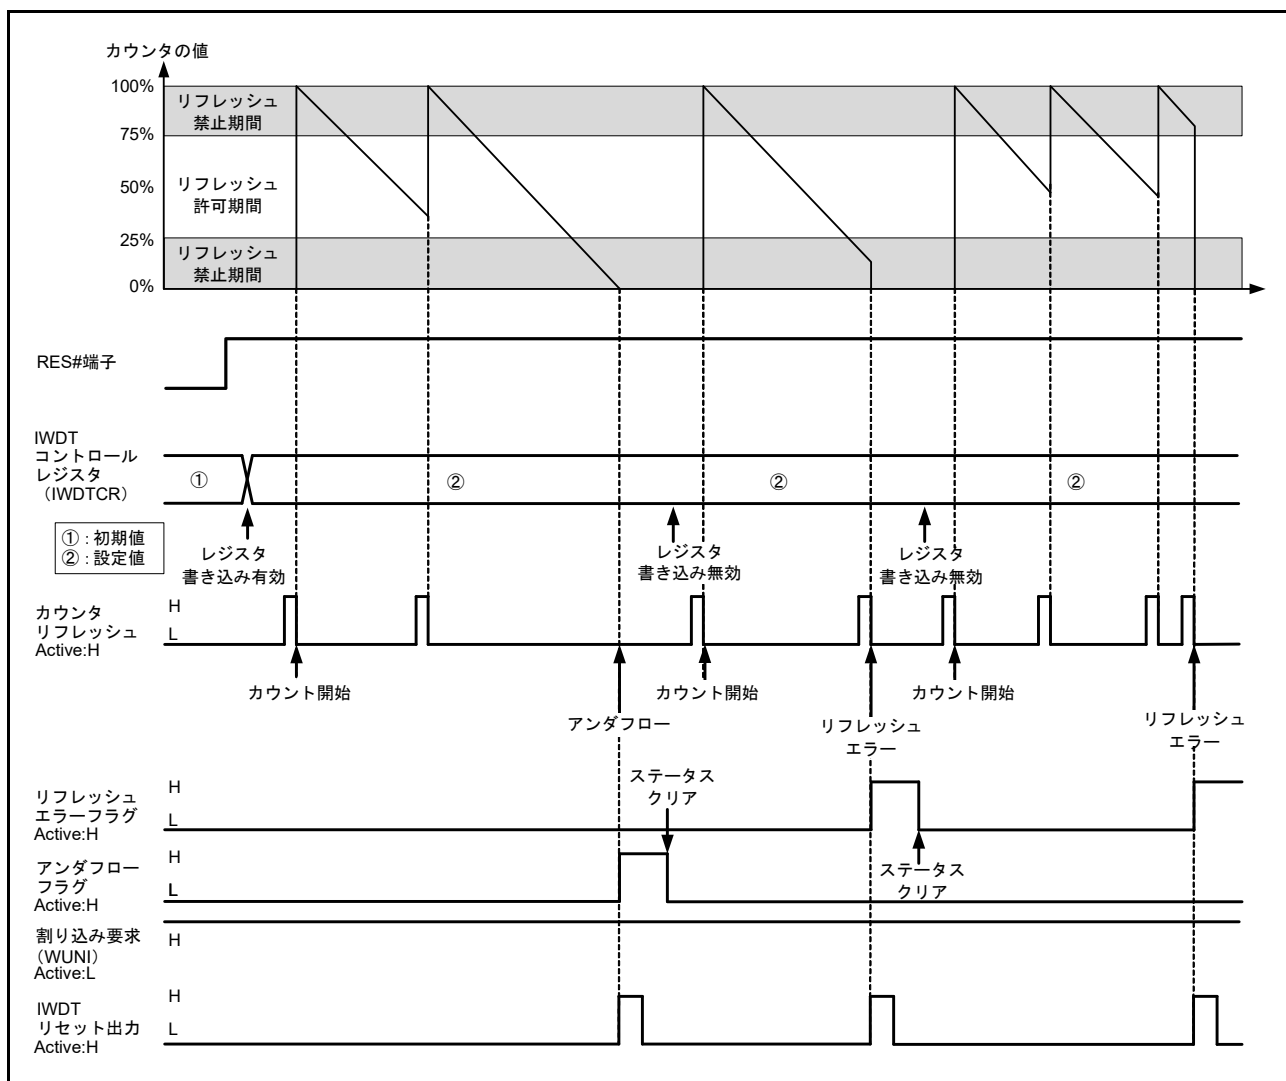 カウンタの値
100%
リフレッシュ
禁止期間
75%
50%
リフレッシュ
許可期間
25%
リフレッシュ
禁止期間
0%
RES#端子
IWDT
コントロール
レジスタ
（IWDTCR）
①
②
②
②
①：初期値
②：設定値
レジスタ
書き込み有効
レジスタ
書き込み無効
レジスタ
書き込み無効
カウンタ
リフレッシュ
Active:H
H
L
カウント開始
カウント開始
カウント開始
アンダフロー
リフレッシュ
エラー
リフレッシュ
エラー
リフレッシュ
エラーフラグ
Active:H
H
L
ステータス
クリア
ステータス
クリア
アンダフロー
フラグ
Active:H
H
L
割り込み要求
（WUNI）
Active:L
H
IWDT
リセット出力
Active:H
H
L